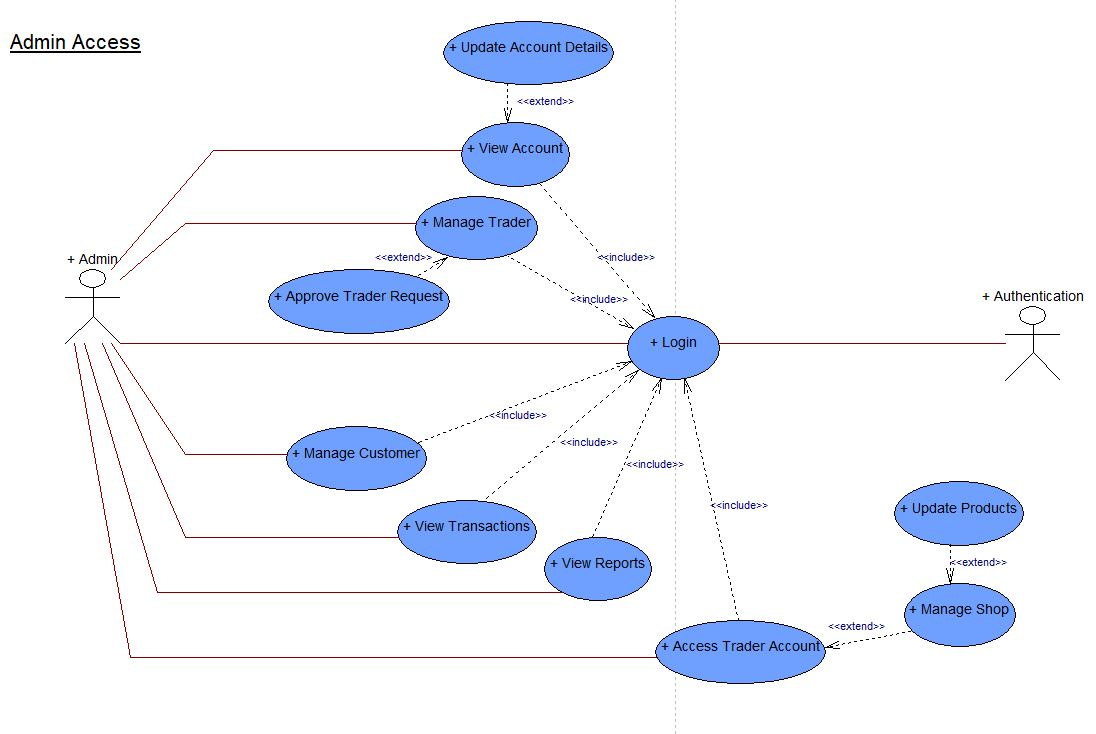 Admin Access
+ Update Account Details
<<extend>>
+ View Account
+ Manage Trader
<<extend>>
<<include>>
+ Admin
+ Approve Trader Request
<<include>>
+ Authentication
+ Login
<<include>>
<<include>>
+ Manage Customer
<<include>>
<<include>>
+ Update Products
+ View Transactions
+ View Reports
<<extend>>
+ Manage Shop
<<extend>>
+ Access Trader Account